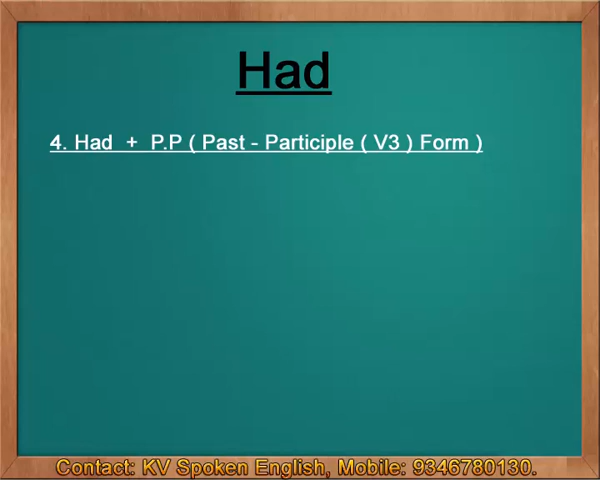 Had
4. Had + P.P ( Past - Participle ( V3 ) Form )
Contact: KV Spoken English, Mobile: 9346780130.